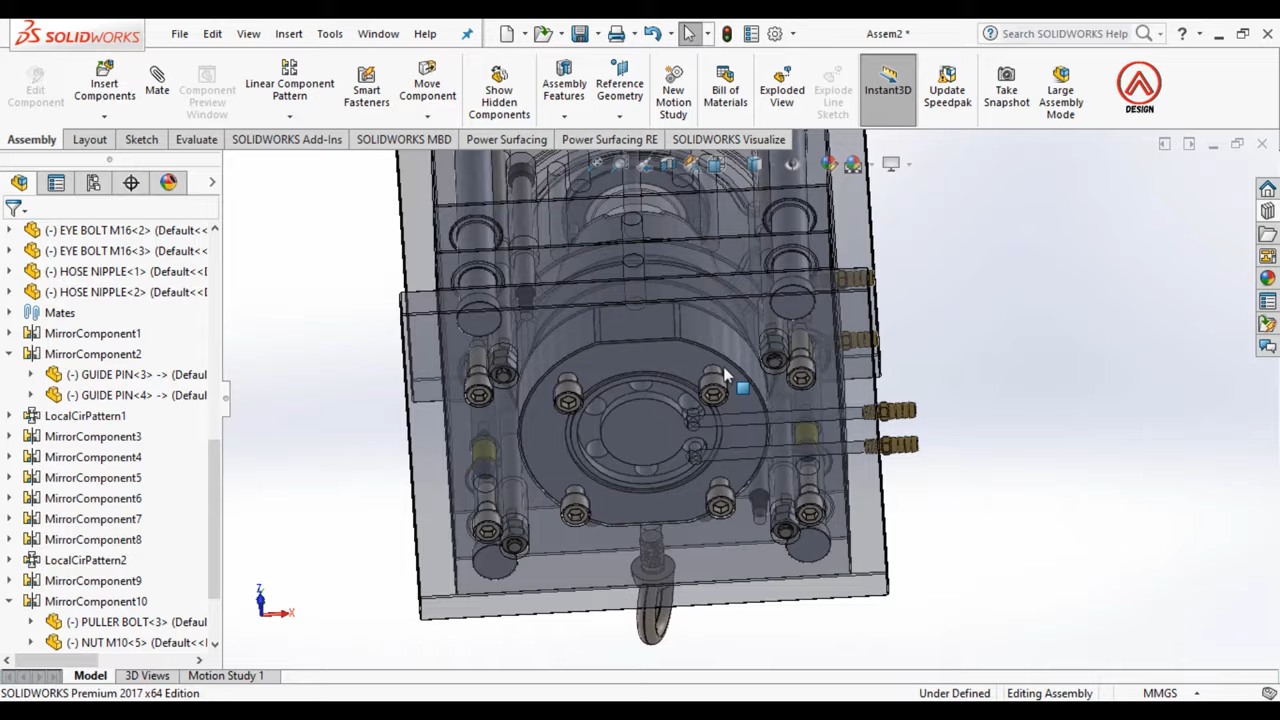 SOLIDWORKS File Edit View Insert Tools Window Help Assem2 * Search SOLIDWORKS Help
Edit Component
Insert Components
Mate
Component Preview Window
Linear Component Pattern
Smart Fasteners
Move Component
Show Hidden Components
Assembly Features
Reference Geometry
New Motion Study
Bill of Materials
Exploded View
Explode Line Sketch
Instant3D
Update Speedpak
Take Snapshot
Large Assembly Mode
DESIGN
Assembly Layout Sketch Evaluate SOLIDWORKS Add-Ins SOLIDWORKS MBD Power Surfacing Power Surfacing RE SOLIDWORKS Visualize
(-) EYE BOLT M16<2> (Default<<
(-) EYE BOLT M16<3> (Default<<
(-) HOSE NIPPLE<1> (Default<<D
(-) HOSE NIPPLE<2> (Default<<D
Mates
MirrorComponent1
MirrorComponent2
(-) GUIDE PIN<3> -> (Defaul
(-) GUIDE PIN<4> -> (Defaul
LocalCirPattern1
MirrorComponent3
MirrorComponent4
MirrorComponent5
MirrorComponent6
MirrorComponent7
MirrorComponent8
LocalCirPattern2
MirrorComponent9
MirrorComponent10
(-) PULLER BOLT<3> (Defaul
(-) NUT M10<5> (Default<<
Z
X
Model 3D Views Motion Study 1
SOLIDWORKS Premium 2017 x64 Edition Under Defined Editing Assembly MMGS